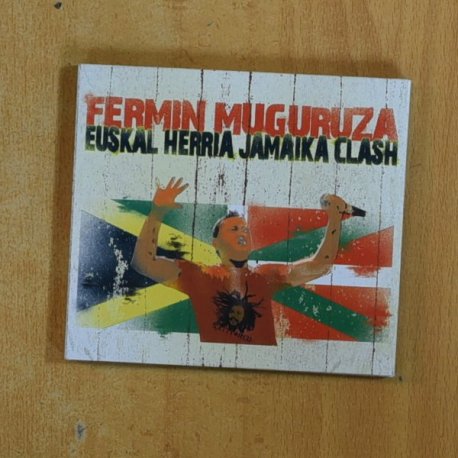 FERMIN MUGURUZA
EUSKAL HERRIA JAMAIKA CLASH